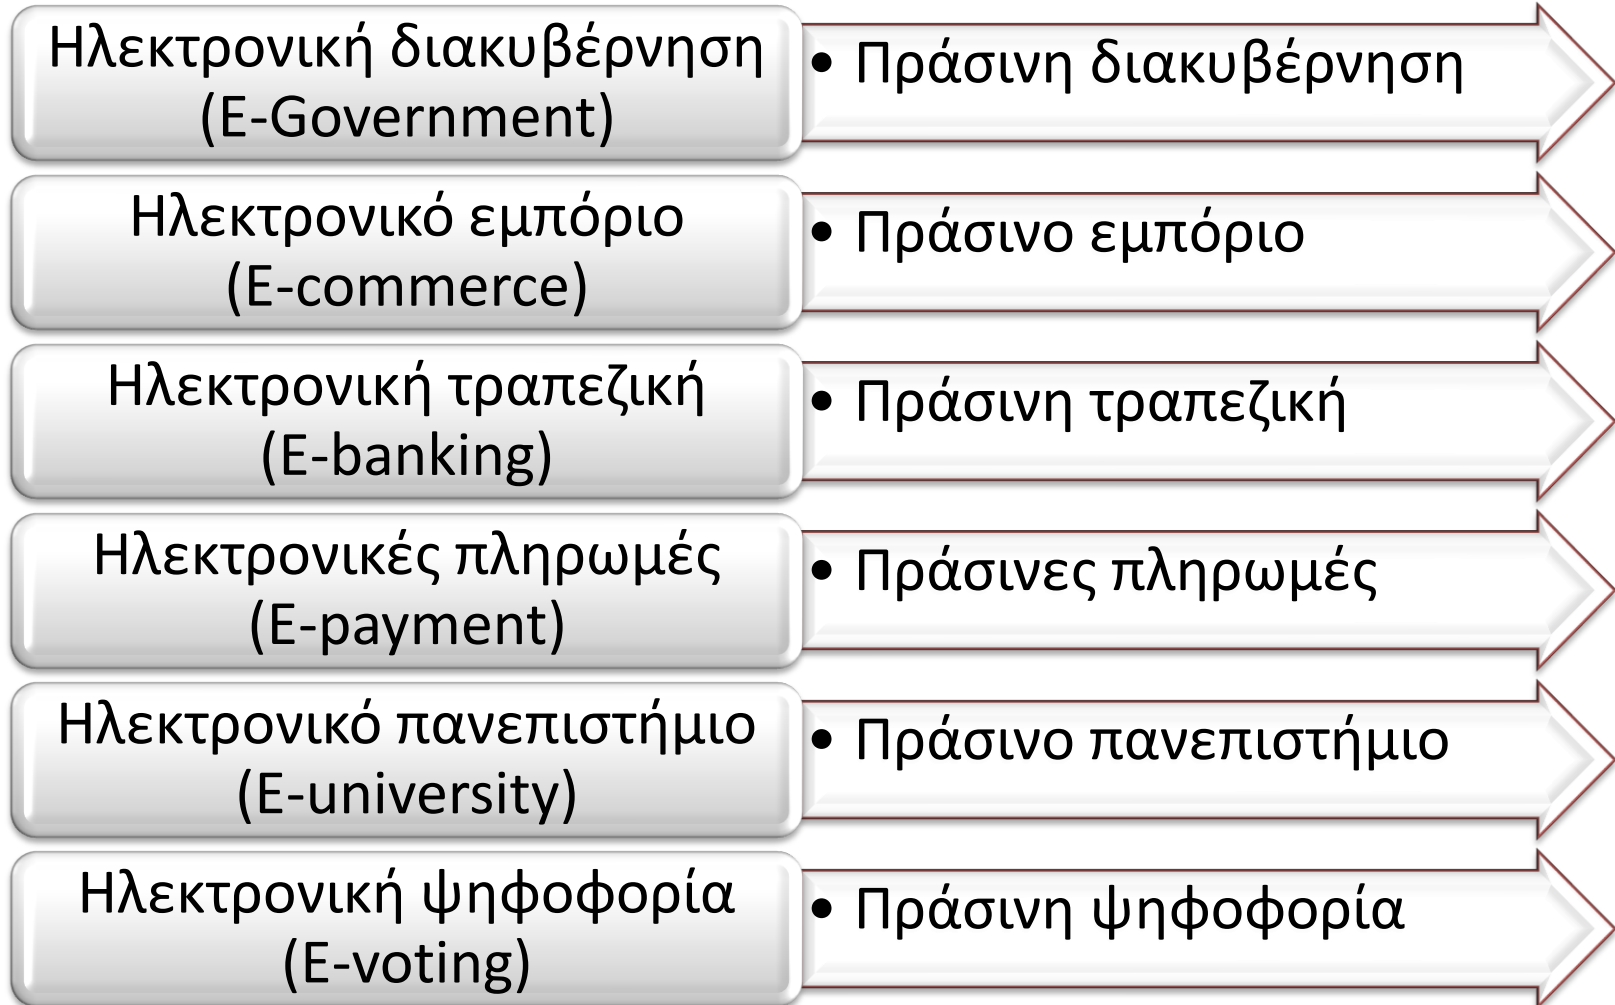 Ηλεκτρονική διακυβέρνηση
(E-Government)
• Πράσινη διακυβέρνηση
Ηλεκτρονικό εμπόριο
(E-commerce)
• Πράσινο εμπόριο
Ηλεκτρονική τραπεζική
(E-banking)
• Πράσινη τραπεζική
Ηλεκτρονικές πληρωμές
(E-payment)
• Πράσινες πληρωμές
Ηλεκτρονικό πανεπιστήμιο
(E-university)
• Πράσινο πανεπιστήμιο
Ηλεκτρονική ψηφοφορία
(E-voting)
• Πράσινη ψηφοφορία